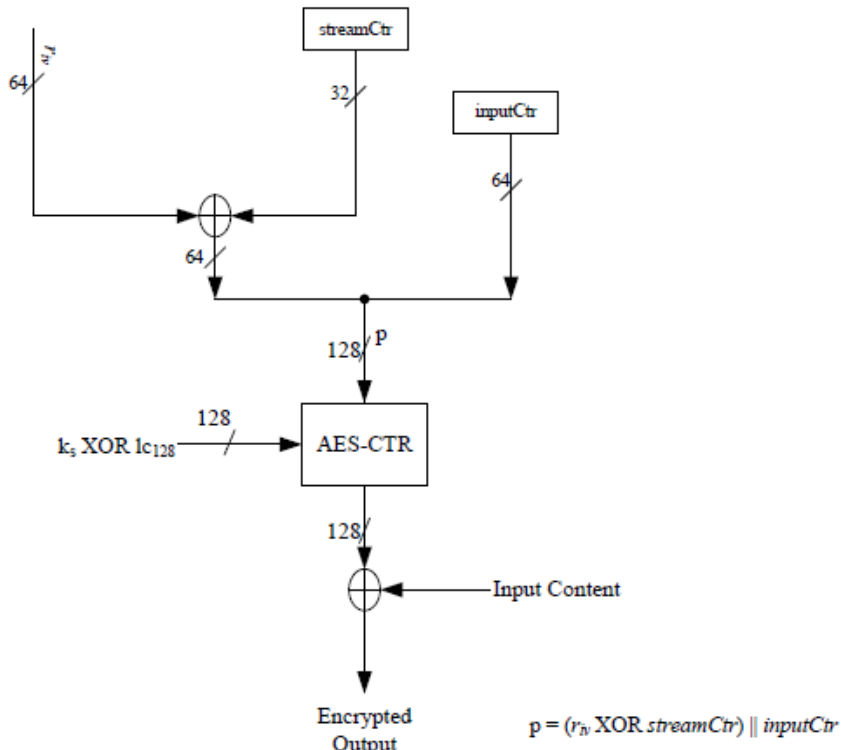 r_iv
streamCtr
64
32
inputCtr
64
64
p
128
128
k_s XOR lc_128
AES-CTR
128
Input Content
Encrypted
Output
p = (r_iv XOR streamCtr) || inputCtr